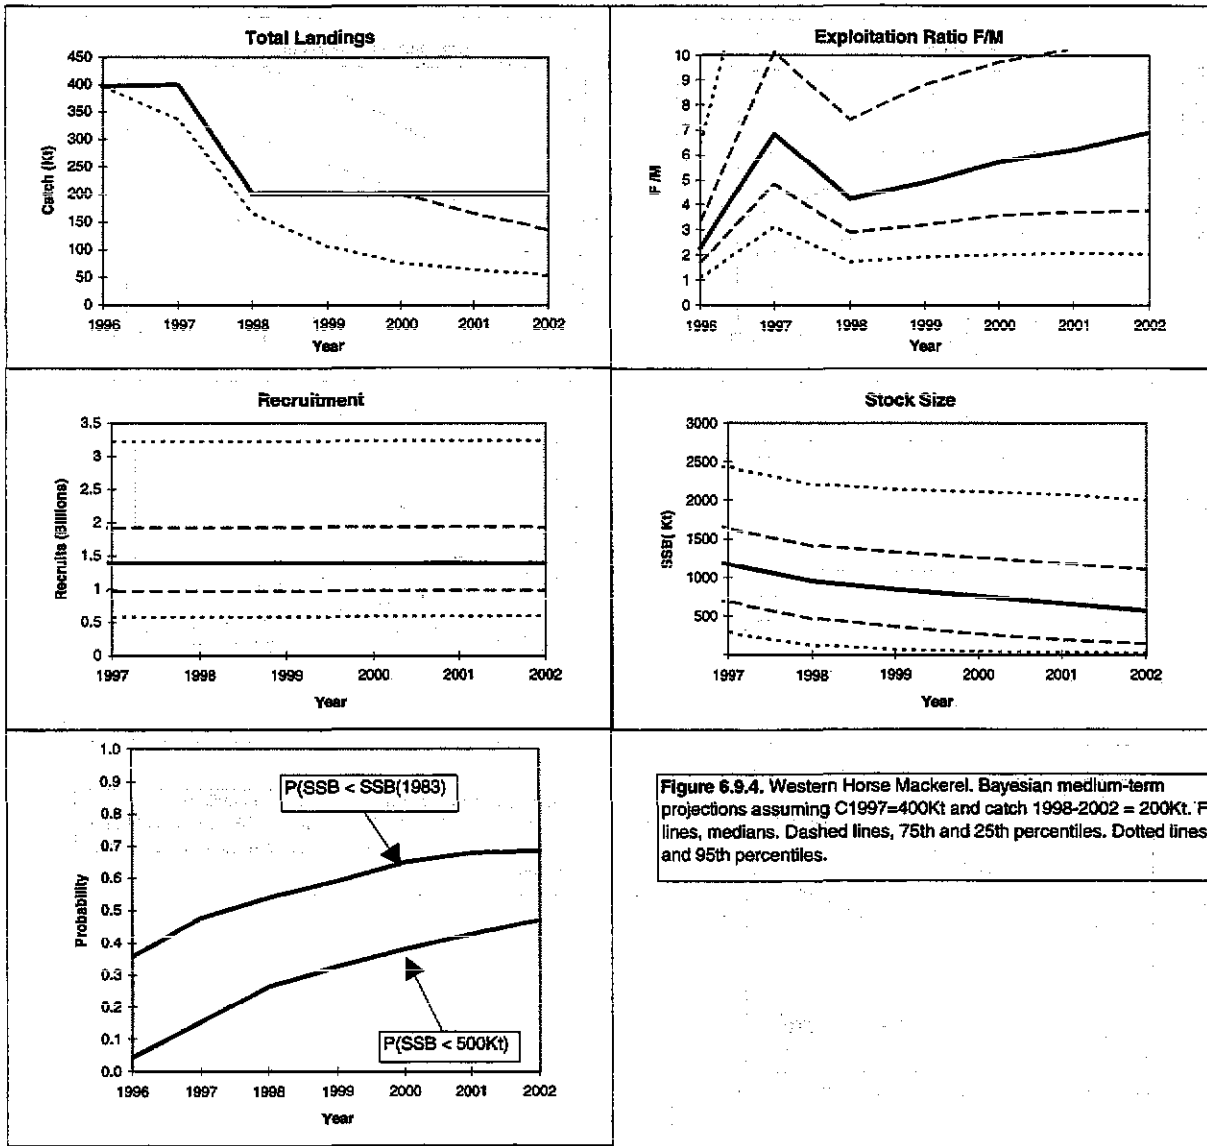 Total Landings
450
400
350
300
250
200
150
100
50
0
Catch (Kt)
1996 1997 1998 1999 2000 2001 2002
Year
Exploitation Ratio F/M
10
9
8
7
6
5
4
3
2
1
0
F /M
1996 1997 1998 1999 2000 2001 2002
Year
Recruitment
3.5
3
2.5
2
1.5
1
0.5
0
Recruits (Billions)
1997 1998 1999 2000 2001 2002
Year
Stock Size
3000
2500
2000
1500
1000
500
SSB( Kt)
1997 1998 1999 2000 2001 2002
Year
1.0
0.9
0.8
0.7
0.6
0.5
0.4
0.3
0.2
0.1
0.0
Probability
P(SSB < SSB(1983)
P(SSB < 500Kt)
1996 1997 1998 1999 2000 2001 2002
Year
Figure 6.9.4. Western Horse Mackerel. Bayesian medium-term
projections assuming C1997=400Kt and catch 1998-2002 = 200Kt. F
lines, medians. Dashed lines, 75th and 25th percentiles. Dotted lines
and 95th percentiles.